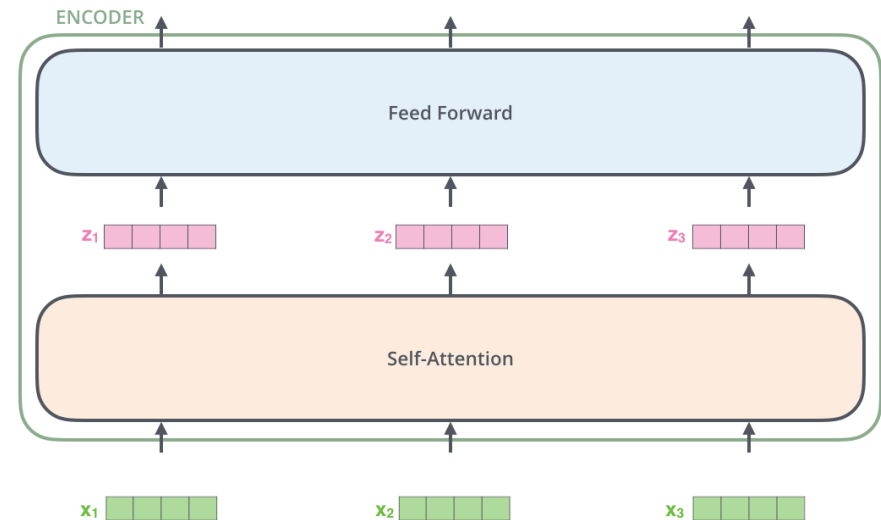 ENCODER
Feed Forward
z₁ z₂ z₃
Self-Attention
x₁ x₂ x₃